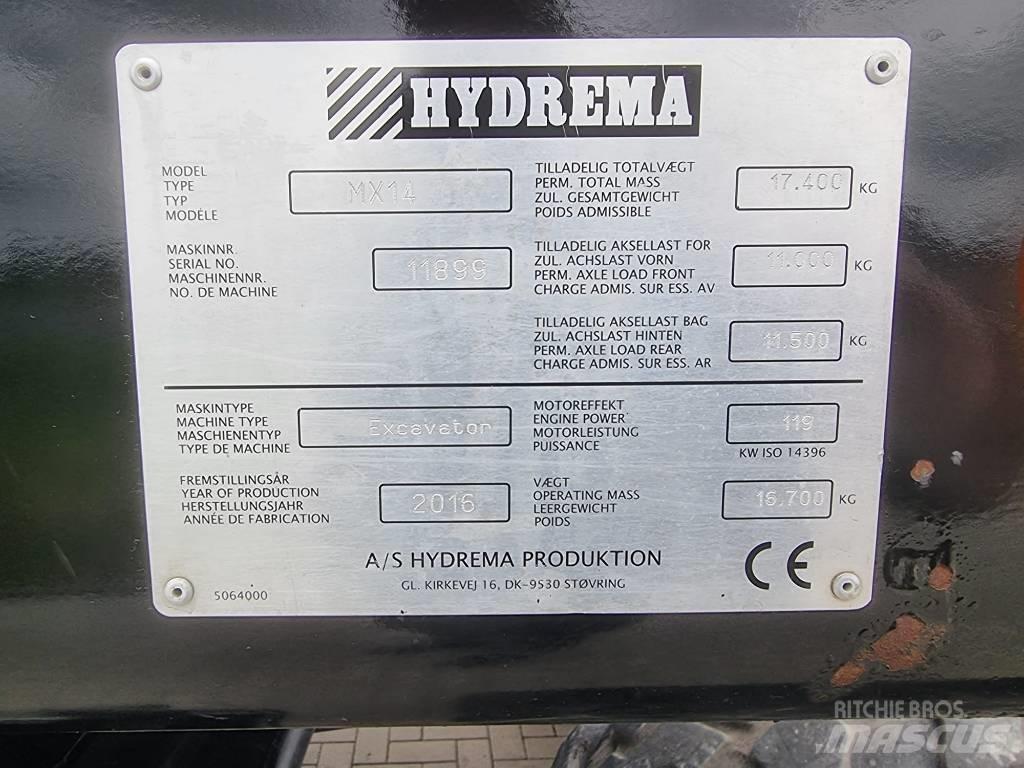 HYDREMA
MODEL
TYPE
TYP
MODÉLE
MX14
TILLADELIG TOTALVÆGT
PERM. TOTAL MASS
ZUL. GESAMTGEWICHT
POIDS ADMISSIBLE
17.400 KG
MASKINNR.
SERIAL NO.
MASCHINENNR.
NO. DE MACHINE
11899
TILLADELIG AKSELLAST FOR
ZUL. ACHSLAST VORN
PERM. AXLE LOAD FRONT
CHARGE ADMIS. SUR ESS. AV
11.000 KG
TILLADELIG AKSELLAST BAG
ZUL. ACHSLAST HINTEN
PERM. AXLE LOAD REAR
CHARGE ADMIS. SUR ESS. AR
11.500 KG
MASKINTYPE
MACHINE TYPE
MASCHIENENTYP
TYPE DE MACHINE
Excavator
MOTOREFFEKT
ENGINE POWER
MOTORLEISTUNG
PUISSANCE
119
KW ISO 14396
FREMSTILLINGSÅR
YEAR OF PRODUCTION
HERSTELLUNGSJAHR
ANNÉE DE FABRICATION
2016
VÆGT
OPERATING MASS
LEERGEWICHT
POIDS
KG
A/S HYDREMA PRODUKTION
GL. KIRKEVEJ 16, DK-9530 STØVRING
CE
5064000
RITCHIE BROS
MASCUS